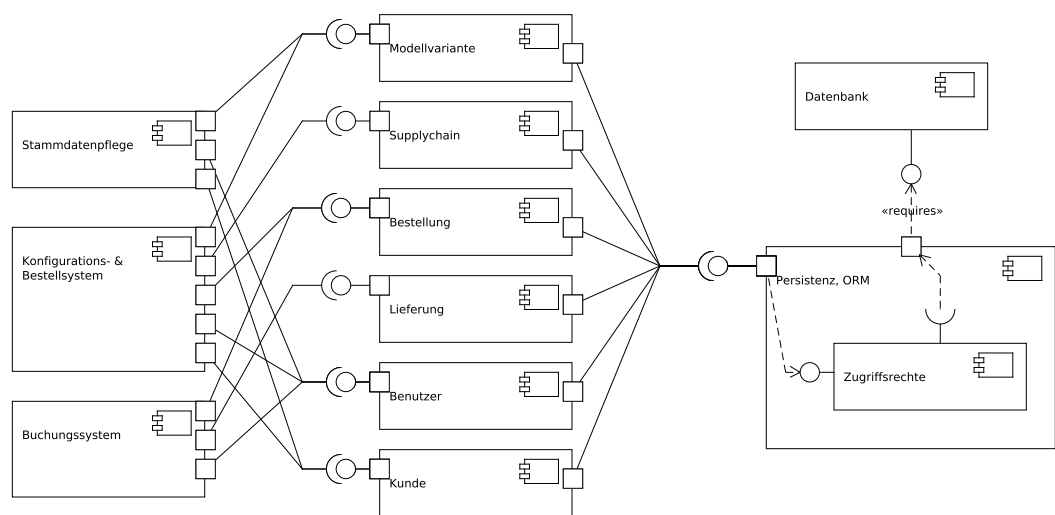 Modellvariante
Datenbank
Supplychain
Stammdatenpflege
«requires»
Bestellung
Konfigurations- &
Bestellsystem
Persistenz, ORM
Lieferung
Zugriffsrechte
Benutzer
Buchungssystem
Kunde